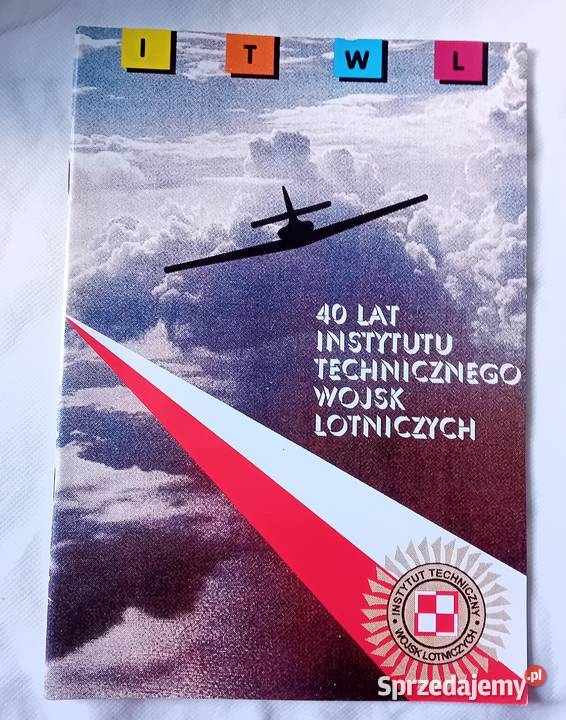 I T W L
40 LAT
INSTYTUTU
TECHNICZNEGO
WOJSK
LOTNICZYCH
INSTYTUT TECHNICZNY
WOJSK LOTNICZYCH
Sprzedajemy.pl